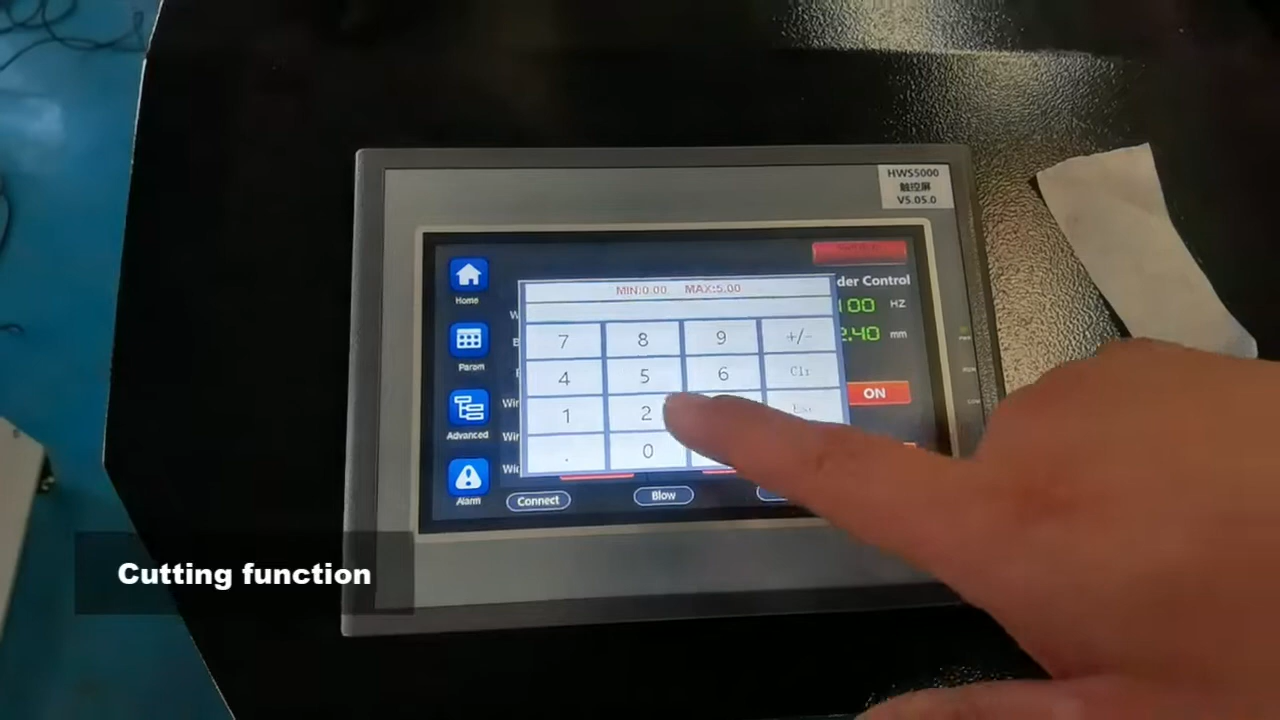 HWS5000
触控屏
V5.05.0
Home
Param
Advanced
Alarm
MIN:0.00 MAX:5.00
7 8 9 +/-
4 5 6 Clr
1 2
. 0
der Control
100 HZ
2.40 mm
ON
Connect
Blow
Cutting function